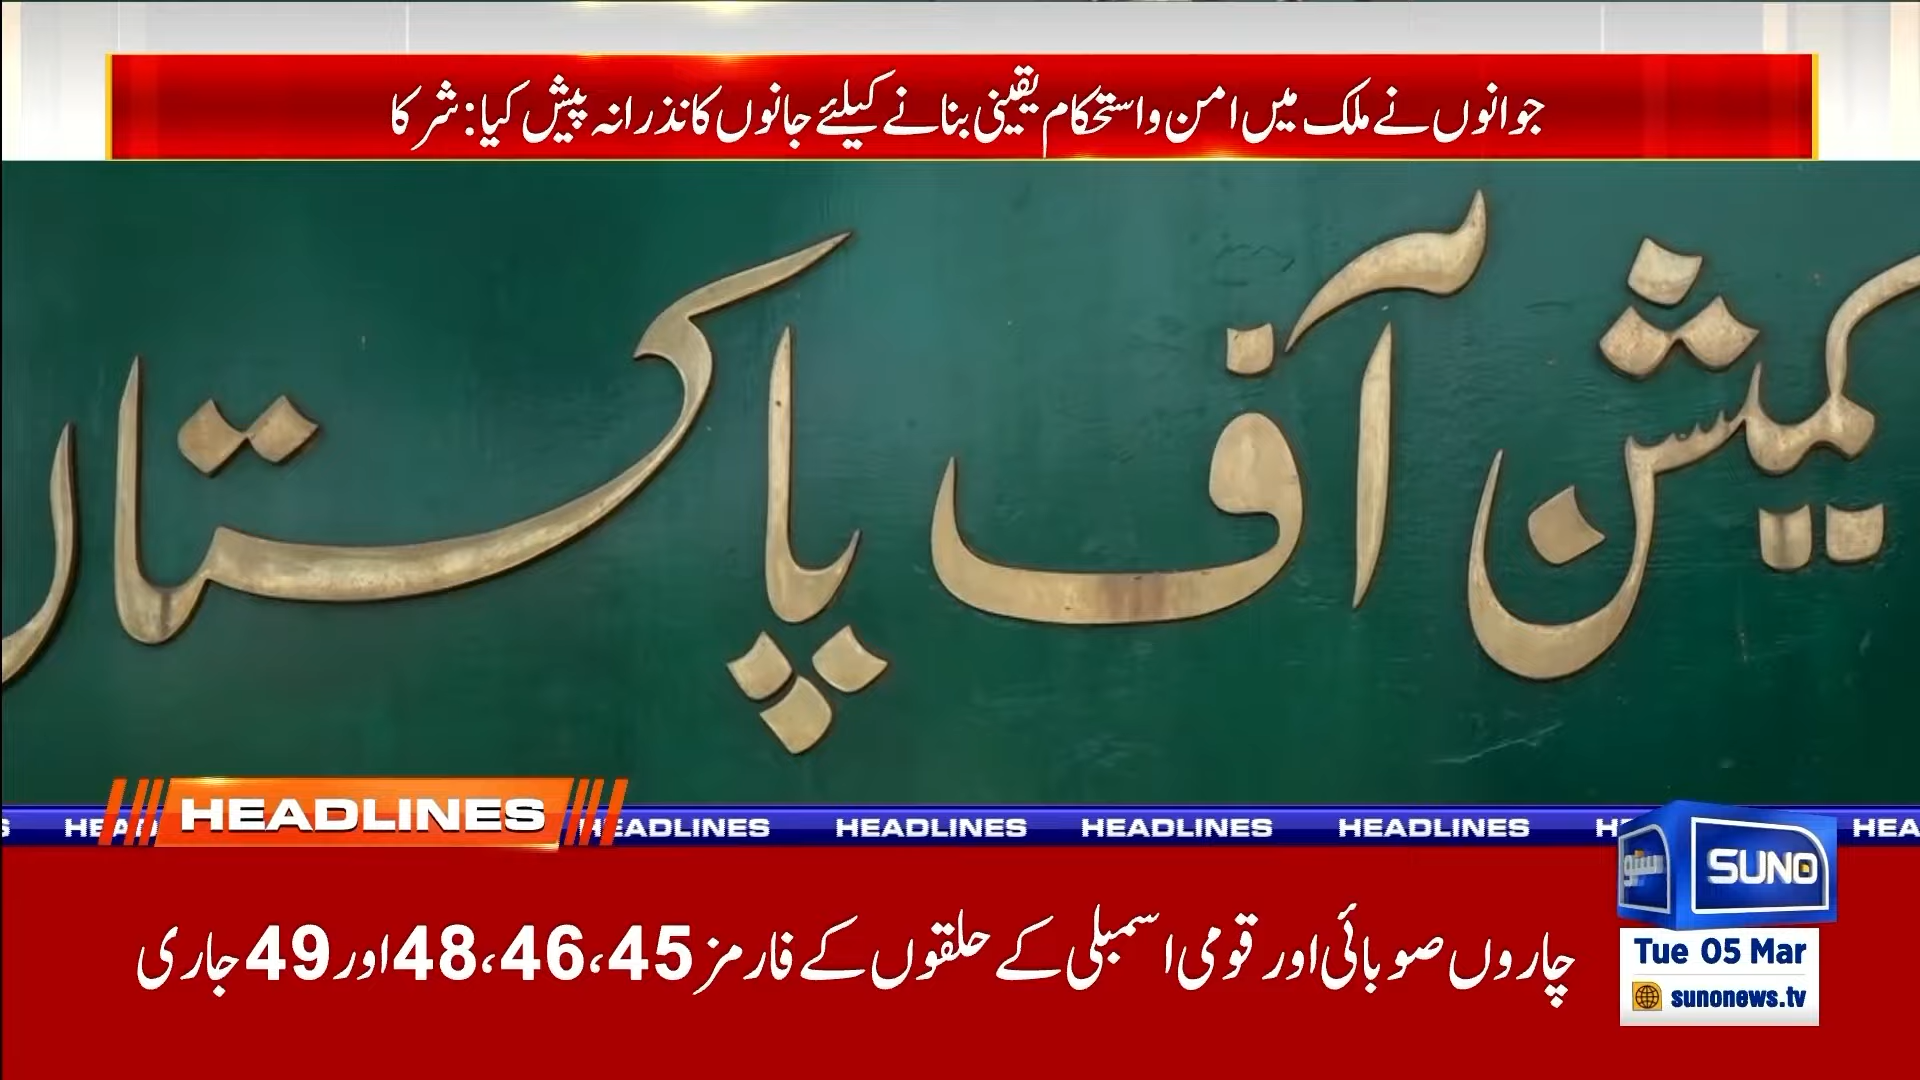 جوانوں نے ملک میں امن و استحکام یقینی بنانے کیلئے جانوں کا نذرانہ پیش کیا: شرکا
کمیشن آف پاکستان
HEADLINES
HEADLINES HEADLINES HEADLINES HEADLINES
سنو SUNO
چاروں صوبائی اور قومی اسمبلی کے حلقوں کے فارمز 45، 46، 48 اور 49 جاری
Tue 05 Mar
sunonews.tv